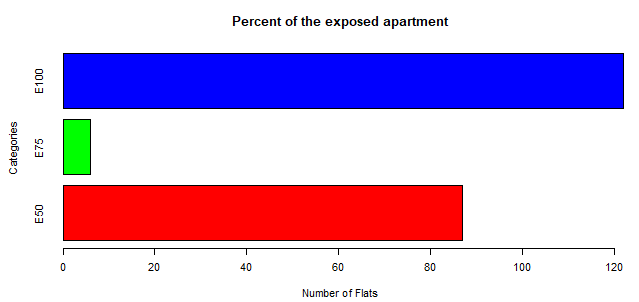 Percent of the exposed apartment
E100
E75
E50
Categories
0 20 40 60 80 100 120
Number of Flats